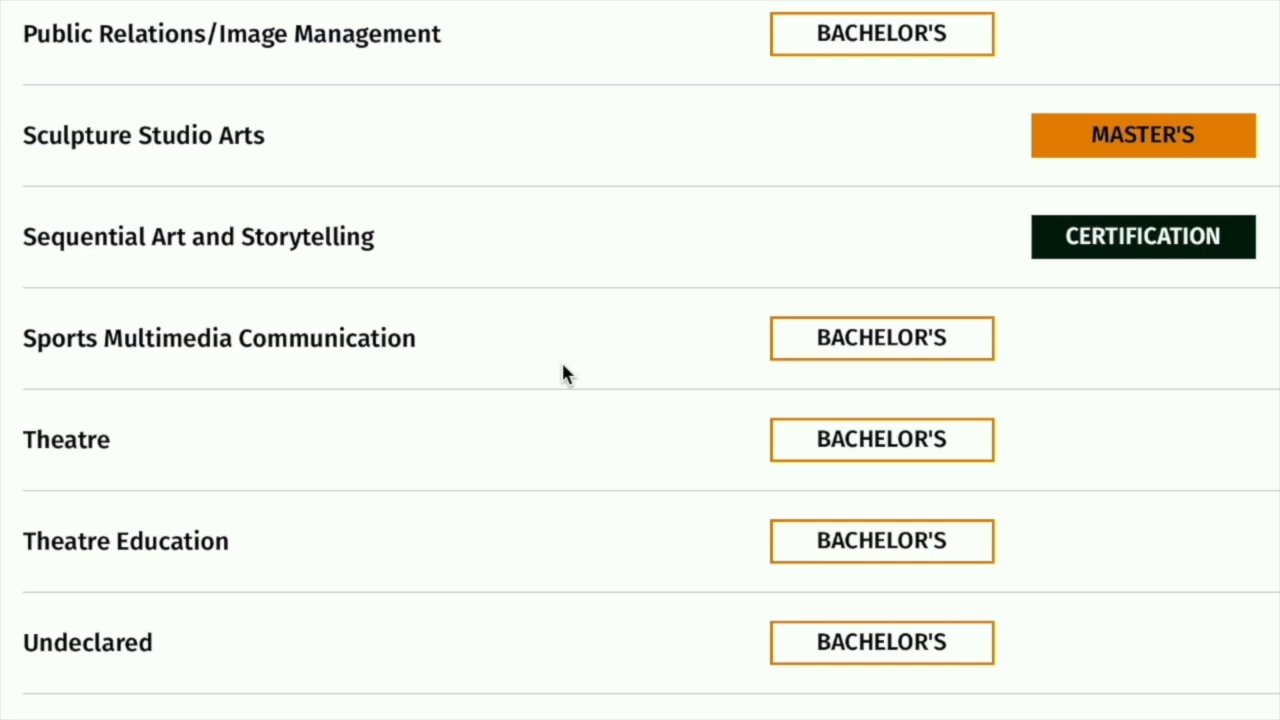 Public Relations/Image Management BACHELOR'S
Sculpture Studio Arts MASTER'S
Sequential Art and Storytelling CERTIFICATION
Sports Multimedia Communication BACHELOR'S
Theatre BACHELOR'S
Theatre Education BACHELOR'S
Undeclared BACHELOR'S